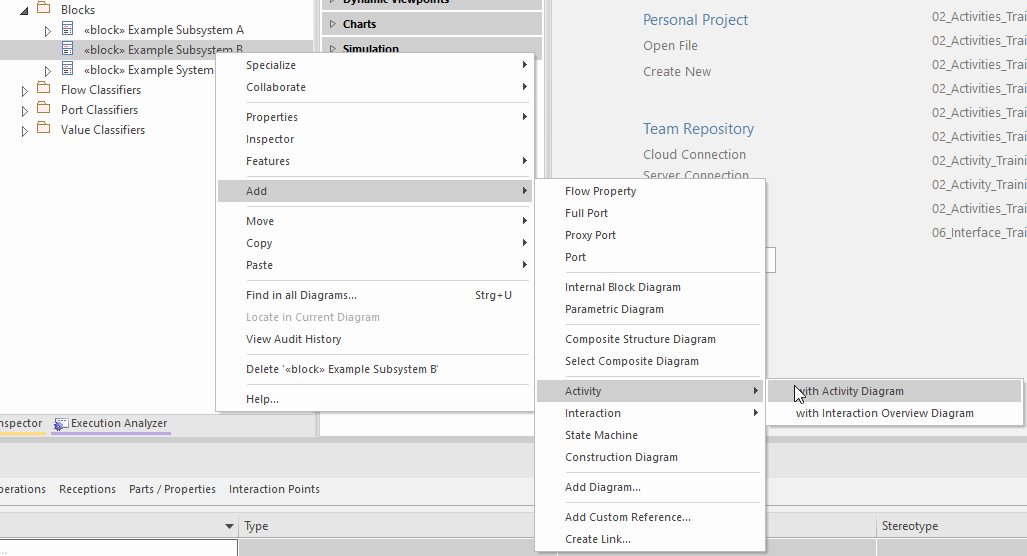 Blocks
«block» Example Subsystem A
«block» Example Subsystem B
«block» Example System
Flow Classifiers
Port Classifiers
Value Classifiers
Dynamic Viewpoints
Charts
Simulation
Personal Project
Open File
Create New
Team Repository
Cloud Connection
Server Connection
02_Activities_Trai
02_Activities_Trai
02_Activities_Trai
02_Activities_Trai
02_Activities_Trai
02_Activities_Trai
02_Activity_Traini
02_Activity_Traini
02_Activities_Trai
06_Interface_Trai
Specialize
Collaborate
Properties
Inspector
Features
Add
Move
Copy
Paste
Find in all Diagrams... Strg+U
Locate in Current Diagram
View Audit History
Delete '«block» Example Subsystem B'
Help...
Flow Property
Full Port
Proxy Port
Port
Internal Block Diagram
Parametric Diagram
Composite Structure Diagram
Select Composite Diagram
Activity
Interaction
State Machine
Construction Diagram
Add Diagram...
Add Custom Reference...
Create Link...
with Activity Diagram
with Interaction Overview Diagram
nspector Execution Analyzer
perations Receptions Parts / Properties Interaction Points
Type Stereotype
...